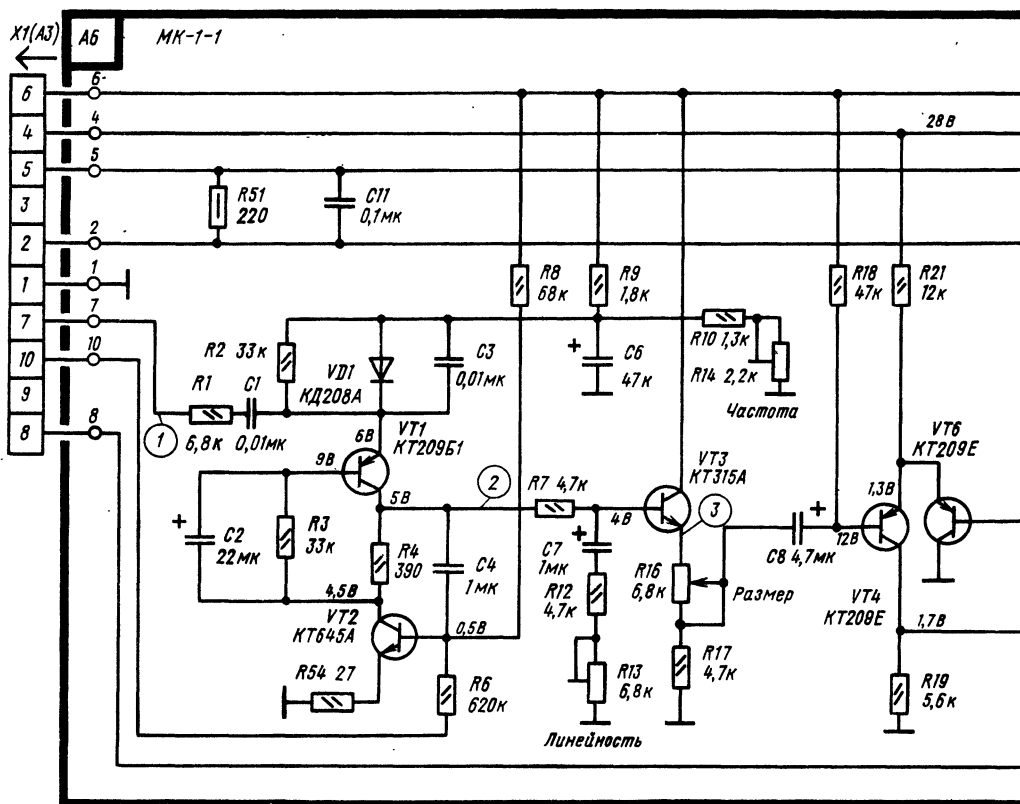 X1(A3)
A6
МК-1-1
6
4
5
3
2
1
7
10
9
8
6
4
5
2
1
7
10
8
28 В
R51
220
C11
0,1мк
R8
68к
R9
1,8к
R18
47к
R21
12к
R2 33к
VD1
КД208А
C3
0,01мк
C6
47к
R10 1,3к
R14 2,2к
Частота
R1
6,8к
C1
0,01мк
1
6В
VT1
КТ209Б1
9В
5В
2
R7 4,7к
VT3
КТ315А
4В
3
VT6
КТ209Е
1,3В
12В
C8 4,7мк
VT4
КТ209Е
C2
22мк
R3
33к
R4
390
C4
1мк
C7
1мк
R12
4,7к
R16
6,8к
Размер
4,5В
VT2
КТ645А
0,5В
1,7В
R54 27
R6
620к
R13
6,8к
R17
4,7к
R19
5,6к
Линейность